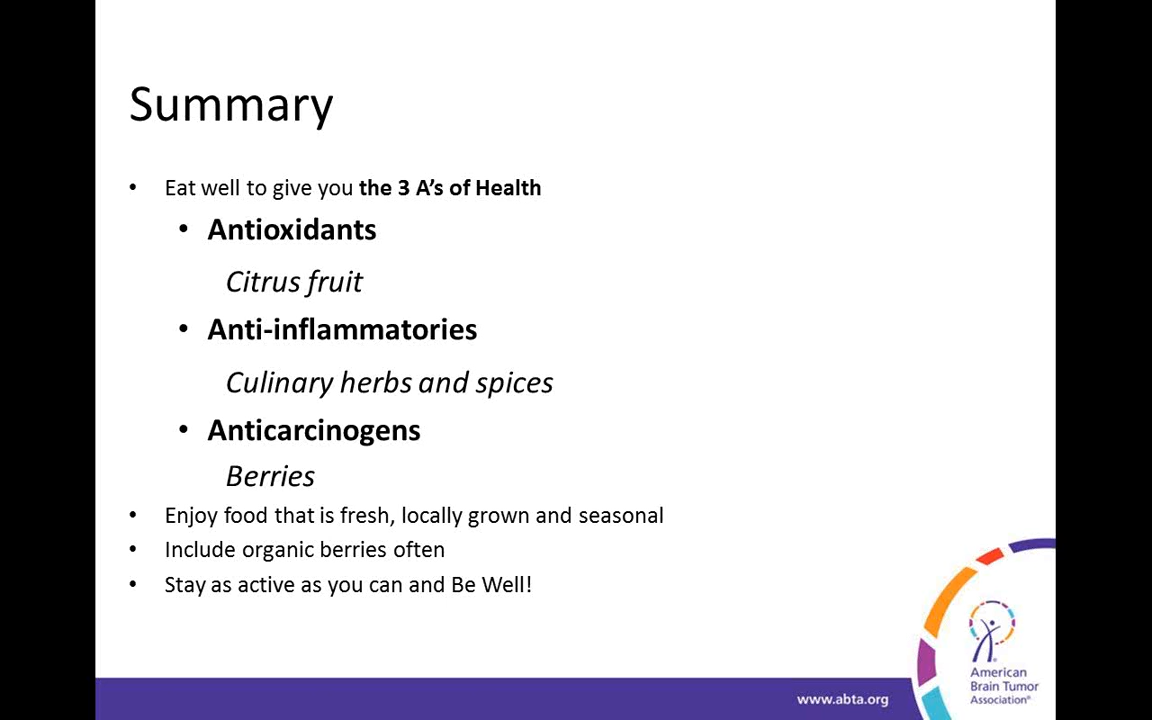 Summary
• Eat well to give you the 3 A’s of Health
• Antioxidants
Citrus fruit
• Anti-inflammatories
Culinary herbs and spices
• Anticarcinogens
Berries
• Enjoy food that is fresh, locally grown and seasonal
• Include organic berries often
• Stay as active as you can and Be Well!
American
Brain Tumor
Association®
www.abta.org